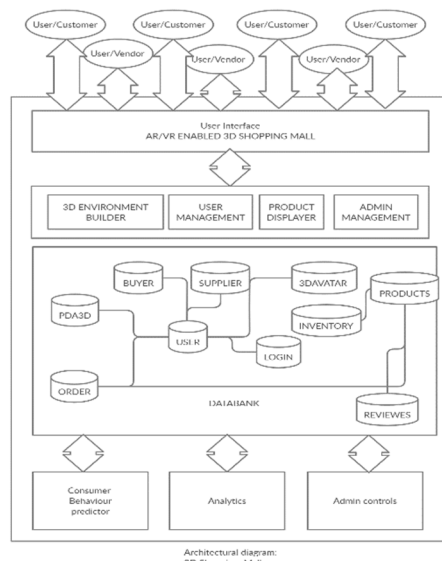 User/Customer
User/Customer
User/Customer
User/Customer
User/Vendor
User/Vendor
User/Vendor
User Interface
AR/VR ENABLED 3D SHOPPING MALL
3D ENVIRONMENT
BUILDER
USER
MANAGEMENT
PRODUCT
DISPLAYER
ADMIN
MANAGEMENT
BUYER
SUPPLIER
3DAVATAR
PRODUCTS
PDA3D
INVENTORY
USER
LOGIN
ORDER
DATABANK
REVIEWES
Consumer
Behaviour
predictor
Analytics
Admin controls
Architectural diagram: